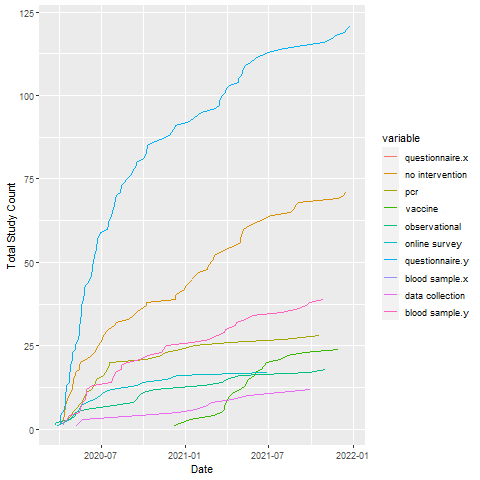 125
100
75
50
25
0
Total Study Count
2020-07
2021-01
2021-07
2022-01
Date
variable
questionnaire.x
no intervention
pcr
vaccine
observational
online survey
questionnaire.y
blood sample.x
data collection
blood sample.y